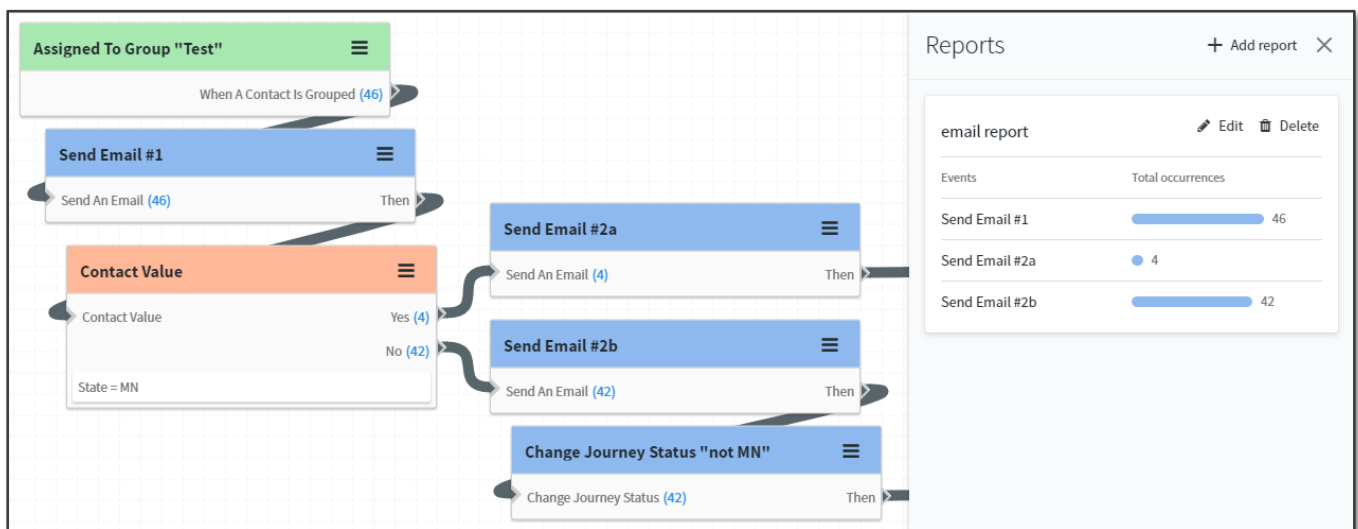 Assigned To Group "Test"
When A Contact Is Grouped (46)
Send Email #1
Send An Email (46) Then
Contact Value
Contact Value Yes (4)
No (42)
State = MN
Send Email #2a
Send An Email (4) Then
Send Email #2b
Send An Email (42) Then
Change Journey Status "not MN"
Change Journey Status (42) Then
Reports + Add report
email report Edit Delete
Events Total occurrences
Send Email #1 46
Send Email #2a 4
Send Email #2b 42